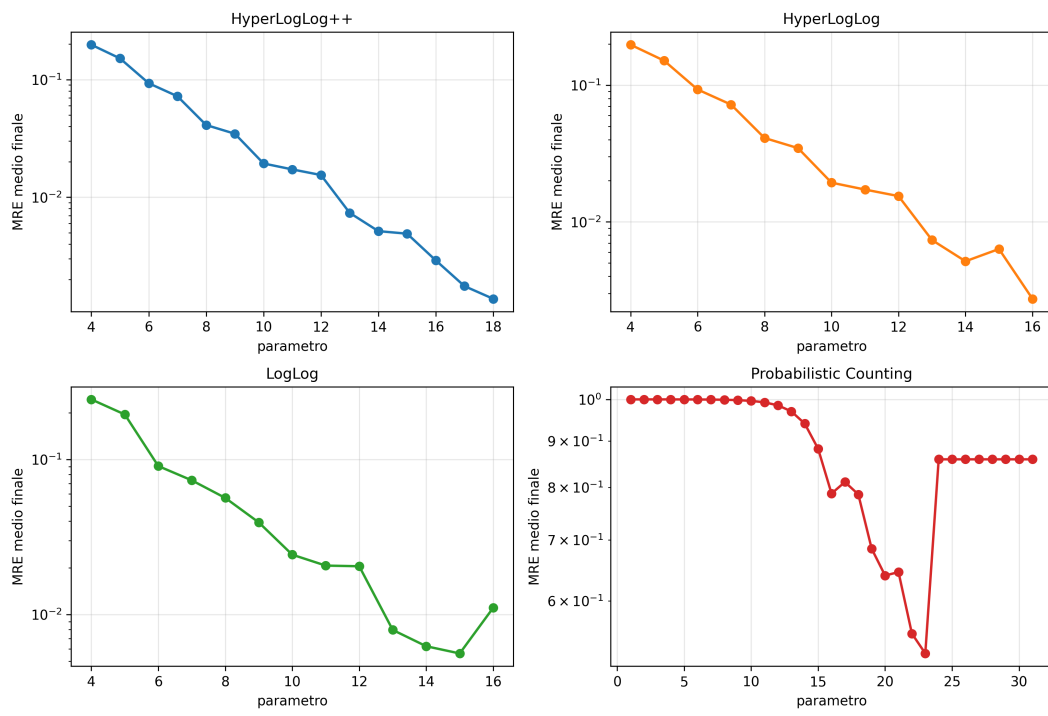 HyperLogLog++
MRE medio finale
10⁻¹
10⁻²
4 6 8 10 12 14 16 18
parametro
HyperLogLog
MRE medio finale
10⁻¹
10⁻²
4 6 8 10 12 14 16
parametro
LogLog
MRE medio finale
10⁻¹
10⁻²
4 6 8 10 12 14 16
parametro
Probabilistic Counting
MRE medio finale
10⁰
9 × 10⁻¹
8 × 10⁻¹
7 × 10⁻¹
6 × 10⁻¹
0 5 10 15 20 25 30
parametro